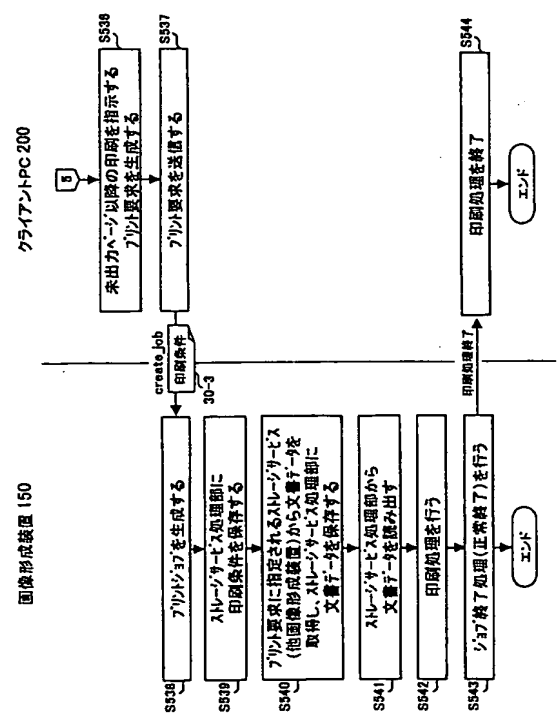 画像形成装置 150
クライアントPC 200
5
S536
未出力ページ以降の印刷を指示する
プリント要求を生成する
S537
プリント要求を送信する
create_job
印刷条件
30-3
S538
プリントジョブを生成する
S539
ストレージサービス処理部に
印刷条件を保存する
S540
プリント要求に指定されるストレージサービス
(他画像形成装置)から文書データを
取得し、ストレージサービス処理部に
文書データを保存する
S541
ストレージサービス処理部から
文書データを読み出す
S542
印刷処理を行う
S543
ジョブ終了処理(正常終了)を行う
エンド
印刷処理終了
S544
印刷処理を終了
エンド